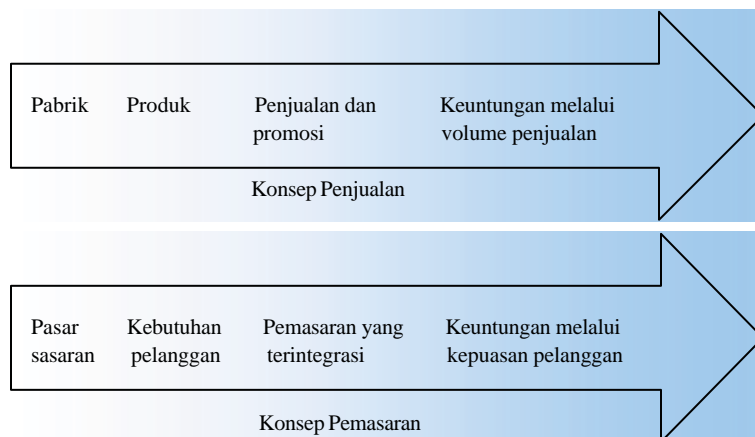 Pabrik Produk Penjualan dan Keuntungan melalui
promosi volume penjualan
Konsep Penjualan
Pasar Kebutuhan Pemasaran yang Keuntungan melalui
sasaran pelanggan terintegrasi kepuasan pelanggan
Konsep Pemasaran